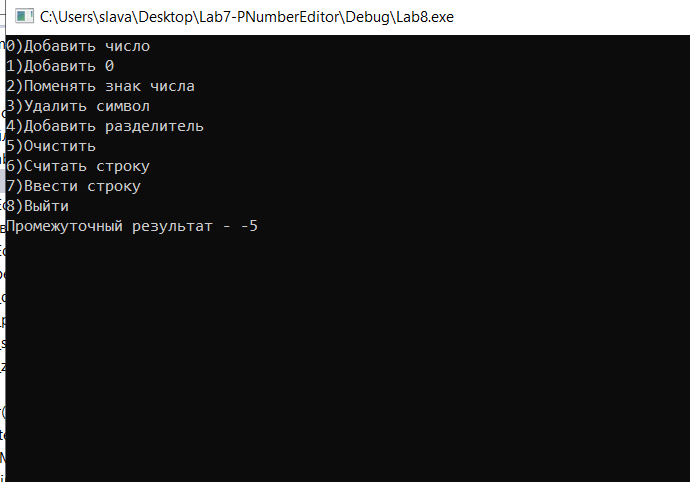 C:\Users\slava\Desktop\Lab7-PNumberEditor\Debug\Lab8.exe
0)Добавить число
1)Добавить 0
2)Поменять знак числа
3)Удалить символ
4)Добавить разделитель
5)Очистить
6)Считать строку
7)Ввести строку
8)Выйти
Промежуточный результат - -5